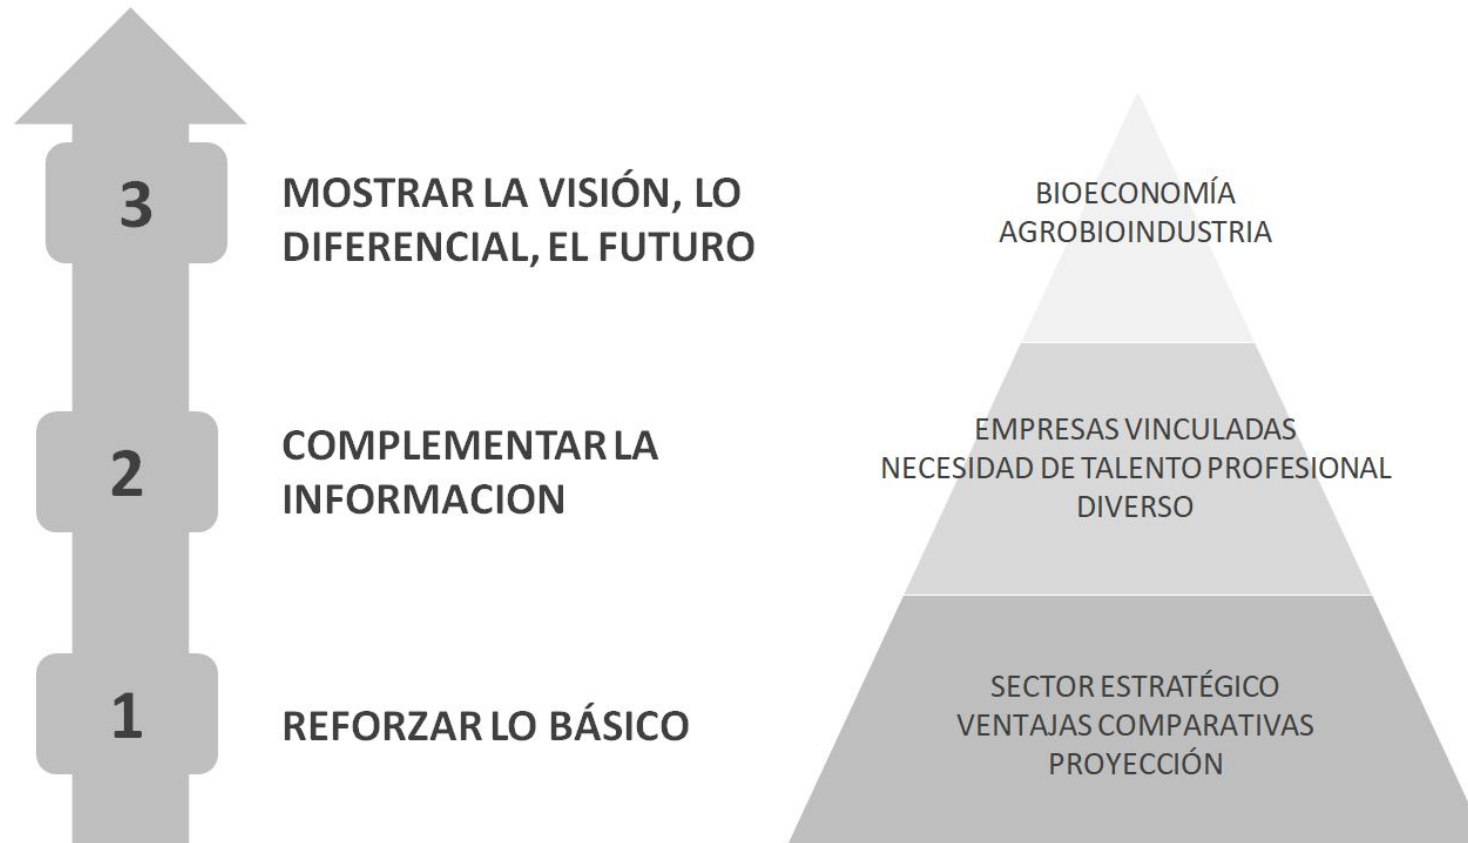 3
MOSTRAR LA VISIÓN, LO
DIFERENCIAL, EL FUTURO
BIOECONOMÍA
AGROBIOINDUSTRIA
2
COMPLEMENTAR LA
INFORMACION
EMPRESAS VINCULADAS
NECESIDAD DE TALENTO PROFESIONAL
DIVERSO
1
REFORZAR LO BÁSICO
SECTOR ESTRATÉGICO
VENTAJAS COMPARATIVAS
PROYECCIÓN